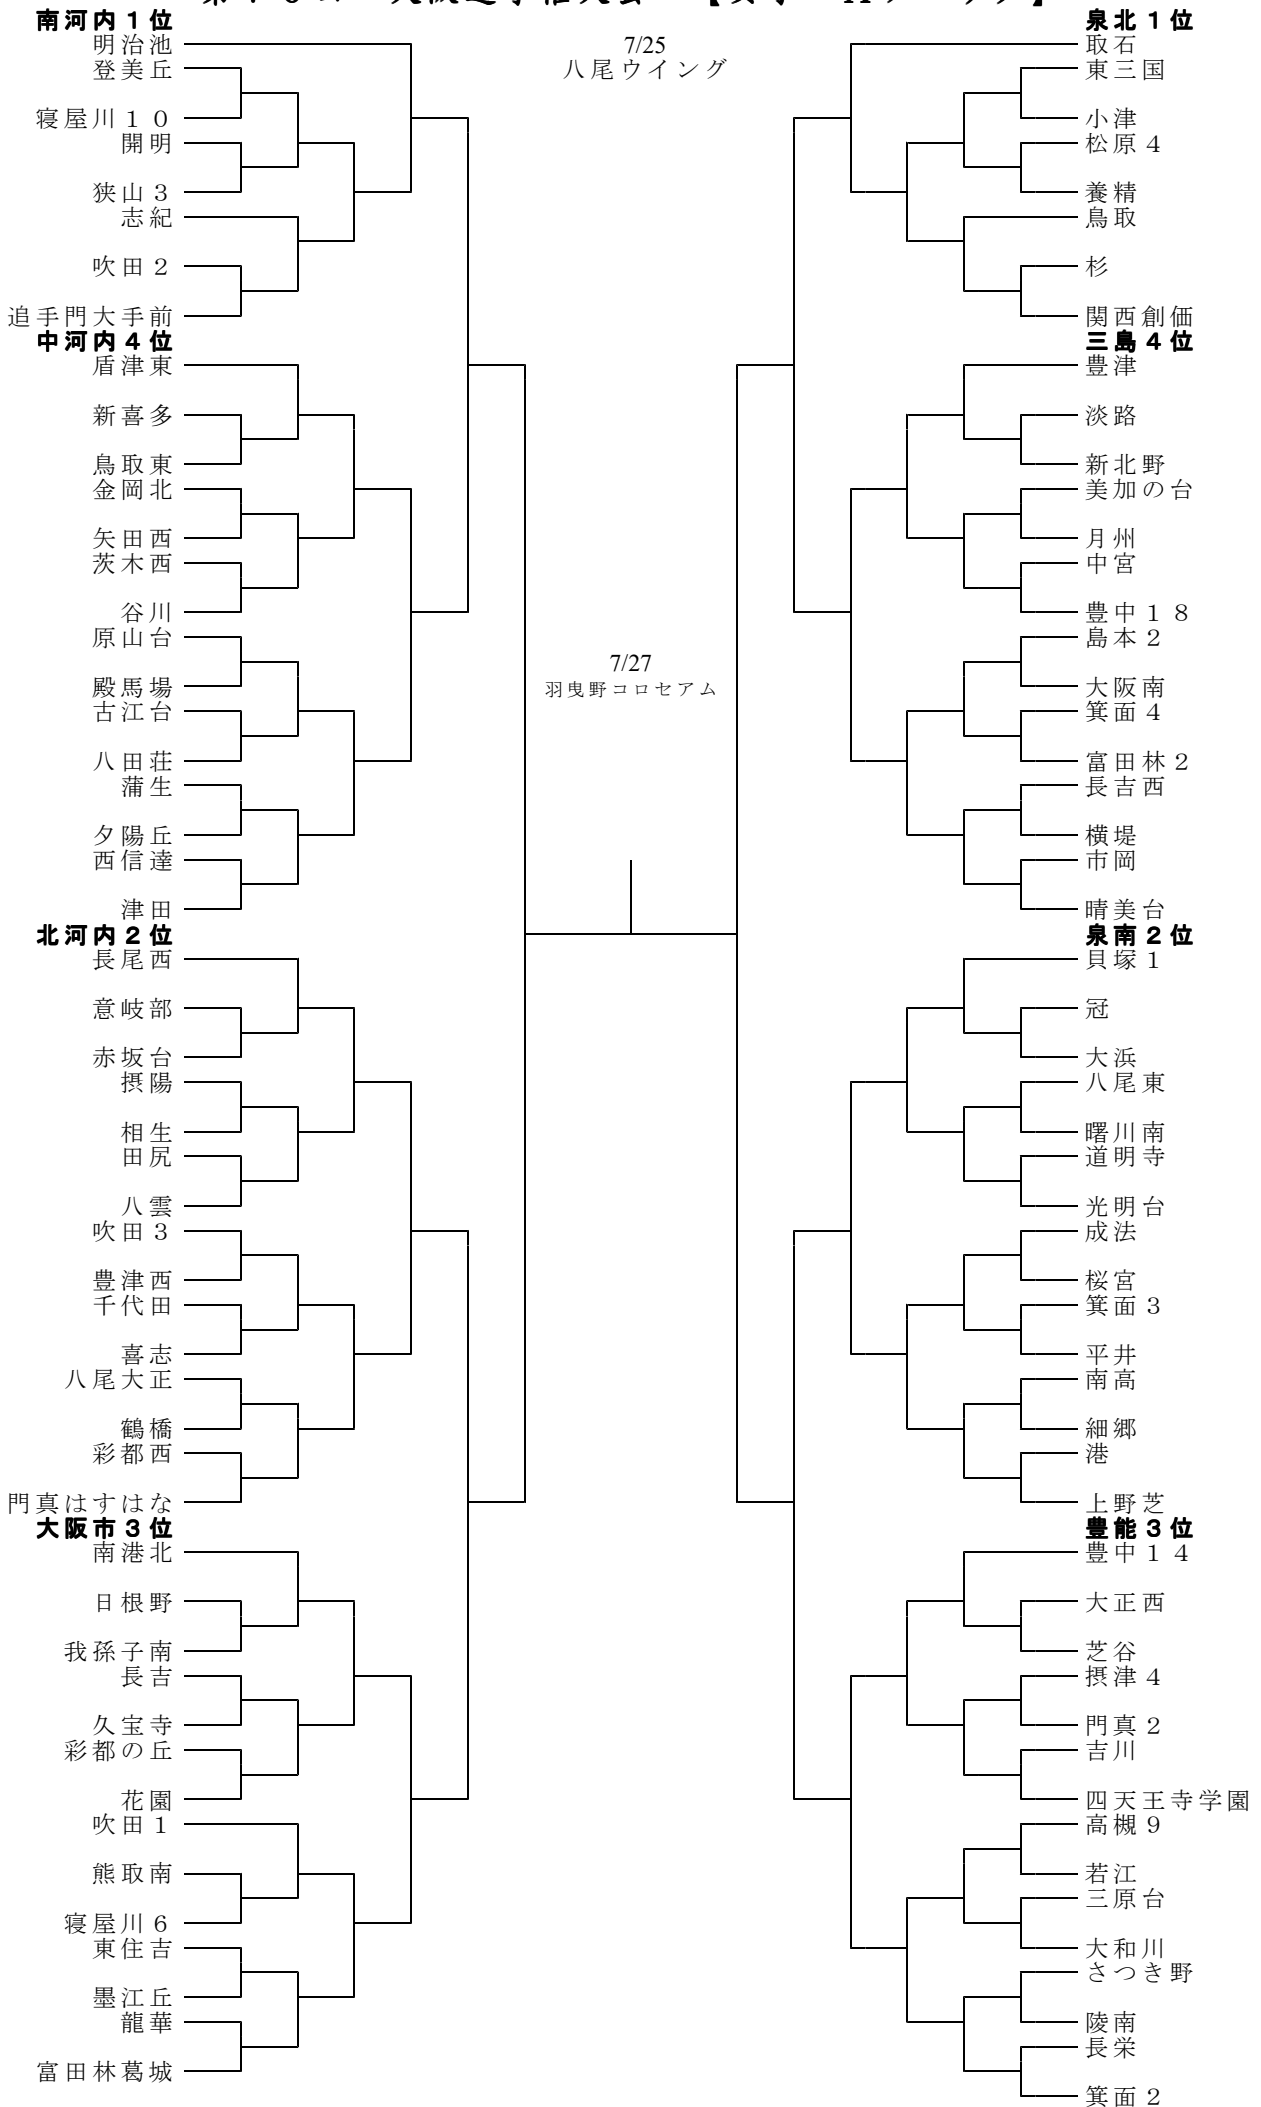 南河内１位
明治池
登美丘
寝屋川１０
開明
狭山３
志紀
吹田２
追手門大手前
中河内４位
盾津東
新喜多
鳥取東
金岡北
矢田西
茨木西
谷川
原山台
殿馬場
古江台
八田荘
蒲生
夕陽丘
西信達
津田
北河内２位
長尾西
意岐部
赤坂台
摂陽
相生
田尻
八雲
吹田３
豊津西
千代田
喜志
八尾大正
鶴橋
彩都西
門真はすはな
大阪市３位
南港北
日根野
我孫子南
長吉
久宝寺
彩都の丘
花園
吹田１
熊取南
寝屋川６
東住吉
墨江丘
龍華
富田林葛城
7/25
八尾ウイング
7/27
羽曳野コロセアム
泉北１位
取石
東三国
小津
松原４
養精
鳥取
杉
関西創価
三島４位
豊津
淡路
新北野
美加の台
月州
中宮
豊中１８
島本２
大阪南
箕面４
富田林２
長吉西
横堤
市岡
晴美台
泉南２位
貝塚１
冠
大浜
八尾東
曙川南
道明寺
光明台
成法
桜宮
箕面３
平井
南高
細郷
港
上野芝
豊能３位
豊中１４
大正西
芝谷
摂津４
門真２
吉川
四天王寺学園
高槻９
若江
三原台
大和川
さつき野
陵南
長栄
箕面２